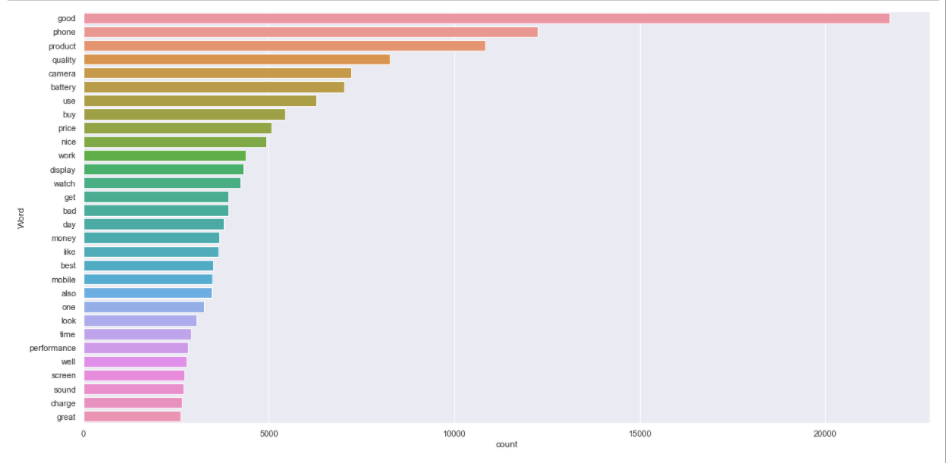 good
phone
product
quality
camera
battery
use
buy
price
nice
work
display
watch
get
bad
day
money
like
best
mobile
also
one
look
time
performance
well
screen
sound
charge
great
Word
0 5000 10000 15000 20000
count